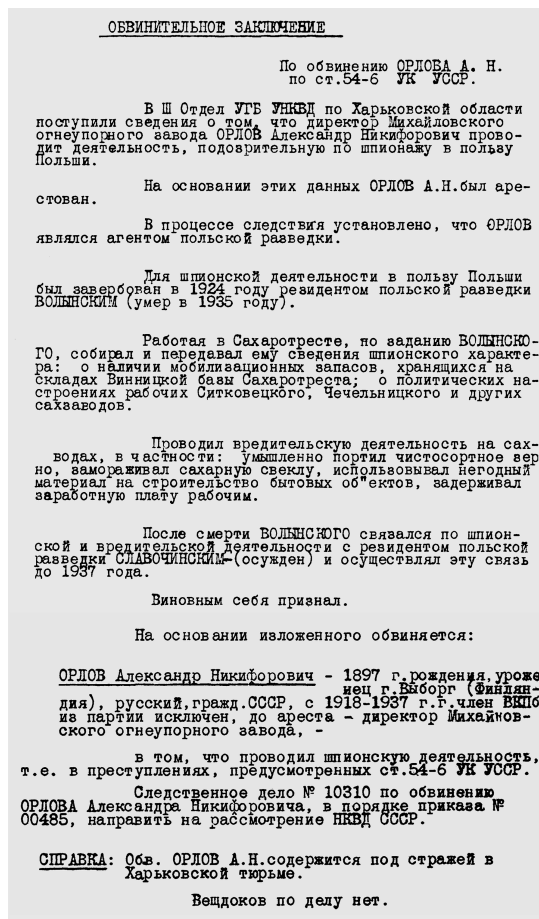 ОБВИНИТЕЛЬНОЕ ЗАКЛЮЧЕНИЕ
По обвинению ОРЛОВА А. Н.
по ст.54-6 УК УССР.
В Ш Отдел УГБ УНКВД по Харьковской области
поступили сведения о том, что директор Михайловского
огнеупорного завода ОРЛОВ Александр Никифорович прово-
дит деятельность, подозрительную по шпионажу в пользу
Польши.
На основании этих данных ОРЛОВ А.Н.был аре-
стован.
В процессе следствия установлено, что ОРЛОВ
являлся агентом польской разведки.
Для шпионской деятельности в пользу Польши
был завербован в 1924 году резидентом польской разведки
ВОЛЫНСКИМ (умер в 1935 году).
Работая в Сахаротресте, по заданию ВОЛЫНСКО-
ГО, собирал и передавал ему сведения шпионского характе-
ра: о наличии мобилизационных запасов, хранящихся на
складах Винницкой базы Сахаротреста; о политических на-
строениях рабочих Ситковецкого, Чечельницкого и других
сахзаводов.
Проводил вредительскую деятельность на сах-
водах, в частности: умышленно портил чистосортное зер
но, замораживал сахарную свеклу, использовывал негодный
материал на строительство бытовых об"ектов, задерживал
заработную плату рабочим.
После смерти ВОЛЫНСКОГО связался по шпион-
ской и вредительской деятельности с резидентом польской
разведки СЛАВОЧИНСКИМ-(осужден) и осуществлял эту связь
до 1937 года.
Виновным себя признал.
На основании изложенного обвиняется:
ОРЛОВ Александр Никифорович - 1897 г.рождения,уроже
нец г.Выборг (Финлян-
дия), русский,гражд.СССР, с 1918-1937 г.г.член ВКПб
из партии исключен, до ареста - директор Михайлов-
ского огнеупорного завода, -
в том, что проводил шпионскую деятельность,
т.е. в преступлениях, предусмотренных ст.54-6 УК УССР.
Следственное дело № 10310 по обвинению
ОРЛОВА Александра Никифоровича, в порядке приказа №
00485, направить на рассмотрение НКВД СССР.
СПРАВКА: Обв. ОРЛОВ А.Н.содержится под стражей в
Харьковской тюрьме.
Вещдоков по делу нет.